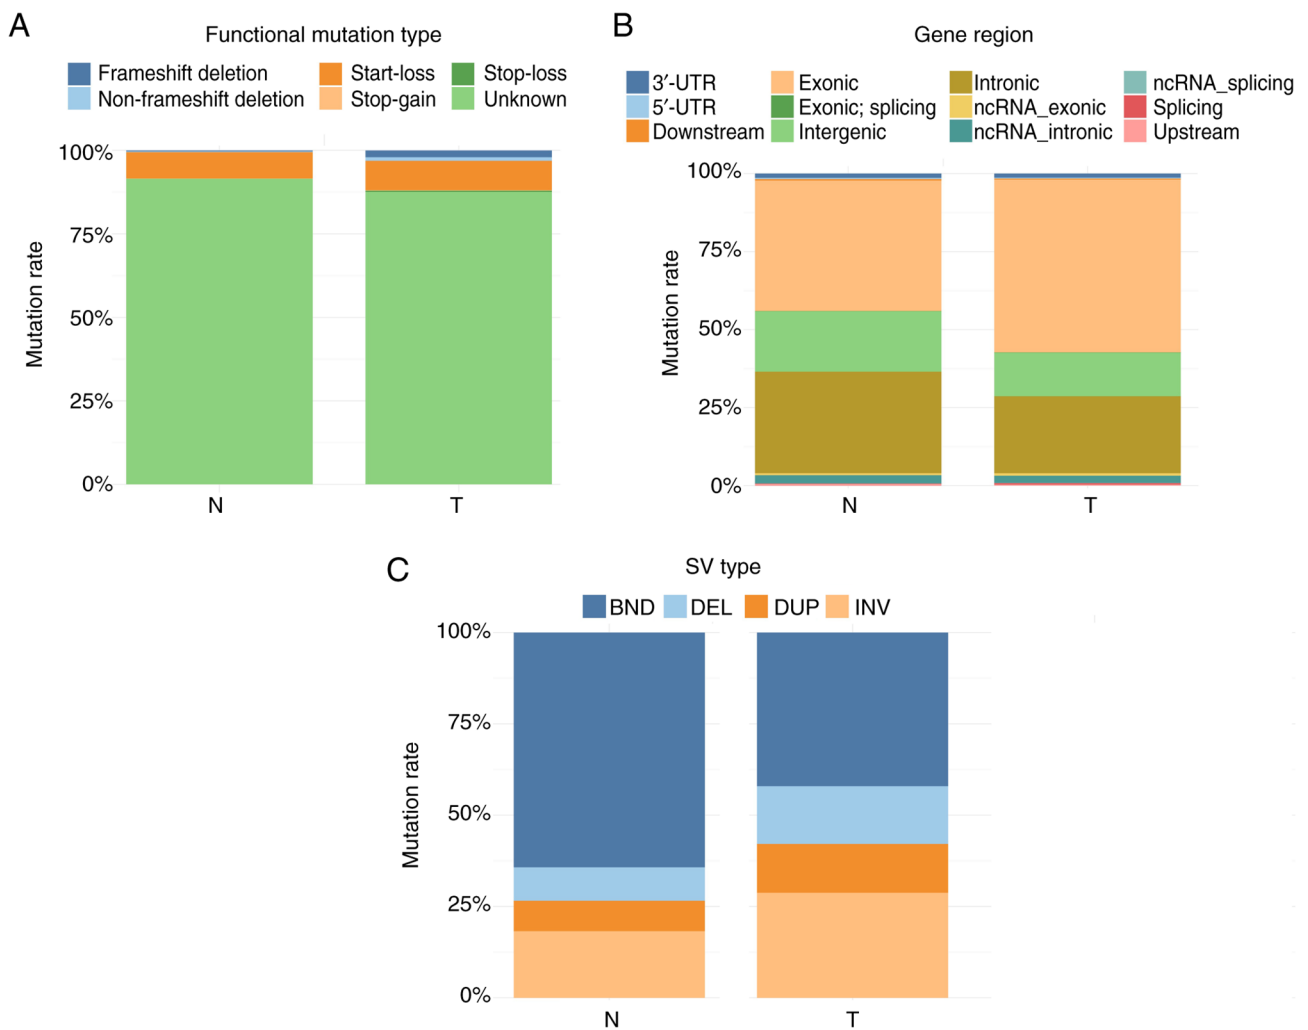 A
Functional mutation type
Frameshift deletion Start-loss Stop-loss
Non-frameshift deletion Stop-gain Unknown
100%
75%
50%
25%
0%
Mutation rate
N T
B
Gene region
3′-UTR Exonic Intronic ncRNA_splicing
5′-UTR Exonic; splicing ncRNA_exonic Splicing
Downstream Intergenic ncRNA_intronic Upstream
100%
75%
50%
25%
0%
Mutation rate
N T
C
SV type
BND DEL DUP INV
100%
75%
50%
25%
0%
Mutation rate
N T